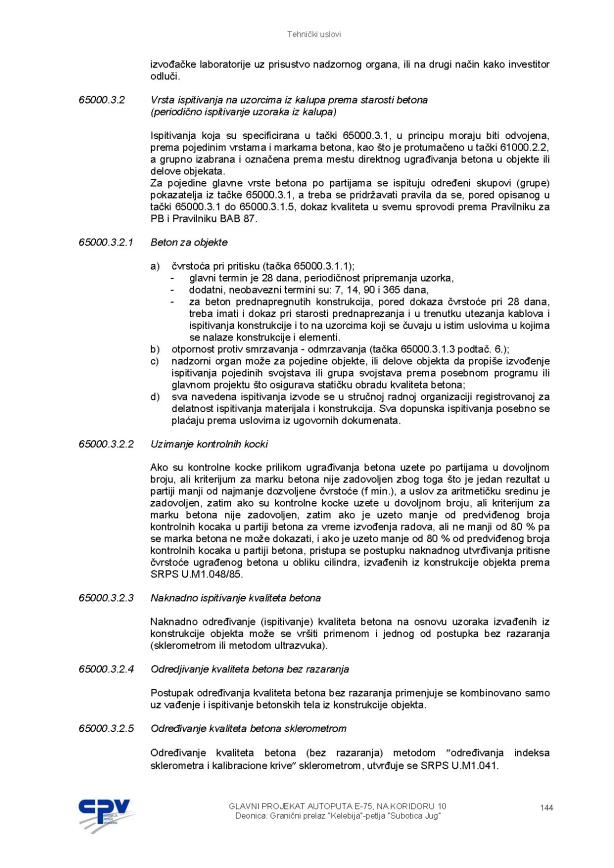 Tehnički uslovi
izvođačke laboratorije uz prisustvo nadzornog organa, ili na drugi način kako investitor
odluči.
65000.3.2 Vrsta ispitivanja na uzorcima iz kalupa prema starosti betona
(periodično ispitivanje uzoraka iz kalupa)
Ispitivanja koja su specificirana u tački 65000.3.1, u principu moraju biti odvojena,
prema pojedinim vrstama i markama betona, kao što je protumačeno u tački 61000.2.2,
a grupno izabrana i označena prema mestu direktnog ugrađivanja betona u objekte ili
delove objekata.
Za pojedine glavne vrste betona po partijama se ispituju određeni skupovi (grupe)
pokazatelja iz tačke 65000.3.1, a treba se pridržavati pravila da se, pored opisanog u
tački 65000.3.1 do 65000.3.1.5, dokaz kvaliteta u svemu sprovodi prema Pravilniku za
PB i Pravilniku BAB 87.
65000.3.2.1 Beton za objekte
a) čvrstoća pri pritisku (tačka 65000.3.1.1);
- glavni termin je 28 dana, periodičnost pripremanja uzorka,
- dodatni, neobavezni termini su: 7, 14, 90 i 365 dana,
- za beton prednapregnutih konstrukcija, pored dokaza čvrstoće pri 28 dana,
treba imati i dokaz pri starosti prednaprezanja i u trenutku utezanja kablova i
ispitivanja konstrukcije i to na uzorcima koji se čuvaju u istim uslovima u kojima
se nalaze konstrukcije i elementi.
b) otpornost protiv smrzavanja - odmrzavanja (tačka 65000.3.1.3 podtač. 6.);
c) nadzorni organ može za pojedine objekte, ili delove objekta da propiše izvođenje
ispitivanja pojedinih svojstava ili grupa svojstava prema posebnom programu ili
glavnom projektu što osigurava statičku obradu kvaliteta betona;
d) sva navedena ispitivanja izvode se u stručnoj radnoj organizaciji registrovanoj za
delatnost ispitivanja materijala i konstrukcija. Sva dopunska ispitivanja posebno se
plaćaju prema uslovima iz ugovornih dokumenata.
65000.3.2.2 Uzimanje kontrolnih kocki
Ako su kontrolne kocke prilikom ugrađivanja betona uzete po partijama u dovoljnom
broju, ali kriterijum za marku betona nije zadovoljen zbog toga što je jedan rezultat u
partiji manji od najmanje dozvoljene čvrstoće (f min.), a uslov za aritmetičku sredinu je
zadovoljen, zatim ako su kontrolne kocke uzete u dovoljnom broju, ali kriterijum za
marku betona nije zadovoljen, zatim ako je uzeto manje od predviđenog broja
kontrolnih kocaka u partiji betona za vreme izvođenja radova, ali ne manji od 80 % pa
se marka betona ne može dokazati, i ako je uzeto manje od 80 % od predviđenog broja
kontrolnih kocaka u partiji betona, pristupa se postupku naknadnog utvrđivanja pritisne
čvrstoće ugrađenog betona u obliku cilindra, izvađenih iz konstrukcije objekta prema
SRPS U.M1.048/85.
65000.3.2.3 Naknadno ispitivanje kvaliteta betona
Naknadno određivanje (ispitivanje) kvaliteta betona na osnovu uzoraka izvađenih iz
konstrukcije objekta može se vršiti primenom i jednog od postupka bez razaranja
(sklerometrom ili metodom ultrazvuka).
65000.3.2.4 Odredjivanje kvaliteta betona bez razaranja
Postupak određivanja kvaliteta betona bez razaranja primenjuje se kombinovano samo
uz vađenje i ispitivanje betonskih tela iz konstrukcije objekta.
65000.3.2.5 Određivanje kvaliteta betona sklerometrom
Određivanje kvaliteta betona (bez razaranja) metodom "određivanja indeksa
sklerometra i kalibracione krive" sklerometrom, utvrđuje se SRPS U.M1.041.
CPV
GLAVNI PROJEKAT AUTOPUTA E-75, NA KORIDORU 10
Deonica: Granični prelaz "Kelebija"-petlja "Subotica Jug"
144